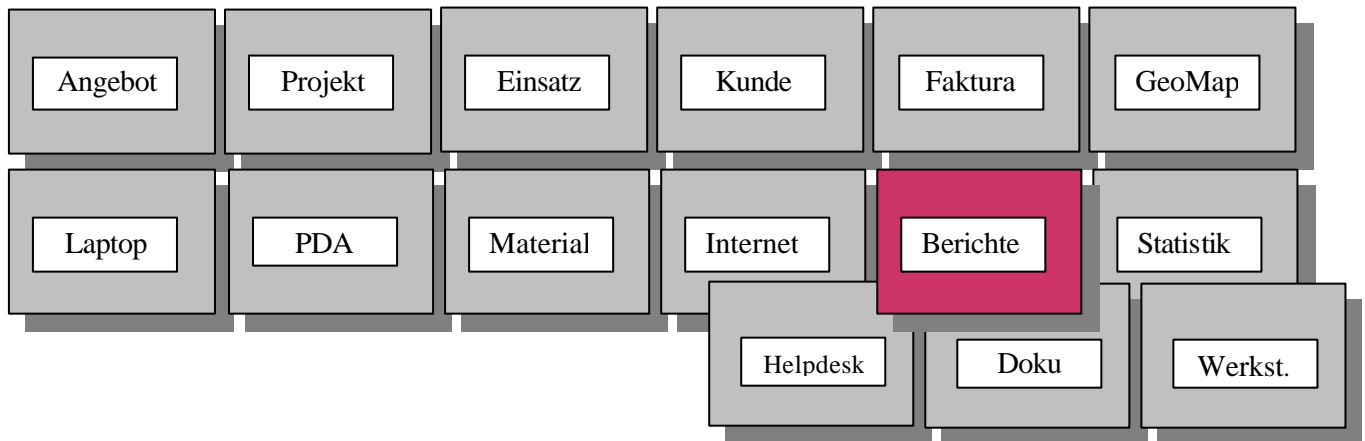 Angebot
Projekt
Einsatz
Kunde
Faktura
GeoMap
Laptop
PDA
Material
Internet
Berichte
Statistik
Helpdesk
Doku
Werkst.